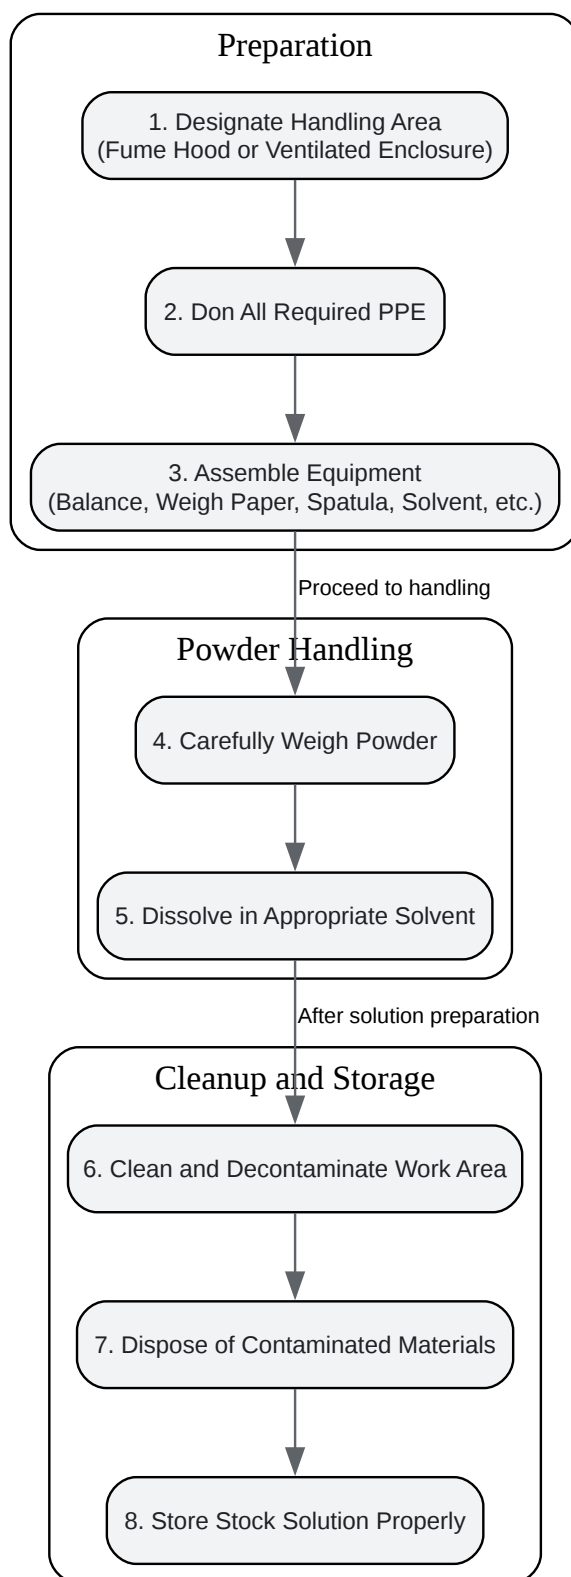 Preparation
1. Designate Handling Area
(Fume Hood or Ventilated Enclosure)
2. Don All Required PPE
3. Assemble Equipment
(Balance, Weigh Paper, Spatula, Solvent, etc.)
Proceed to handling
Powder Handling
4. Carefully Weigh Powder
5. Dissolve in Appropriate Solvent
After solution preparation
Cleanup and Storage
6. Clean and Decontaminate Work Area
7. Dispose of Contaminated Materials
8. Store Stock Solution Properly